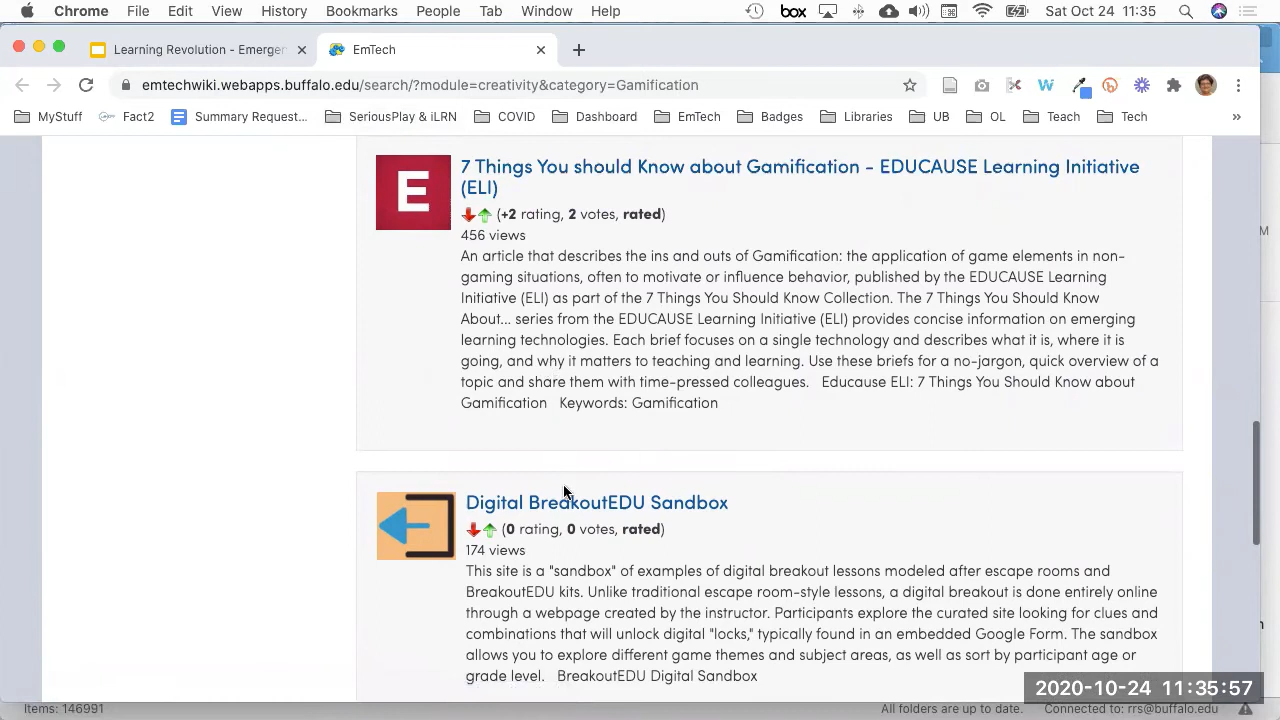 Chrome File Edit View History Bookmarks People Tab Window Help box Sat Oct 24 11:35
Learning Revolution - Emergen EmTech
emtechwiki.webapps.buffalo.edu/search/?module=creativity&category=Gamification
MyStuff Fact2 Summary Request... SeriousPlay & iLRN COVID Dashboard EmTech Badges Libraries UB OL Teach Tech »
E
7 Things You should Know about Gamification - EDUCAUSE Learning Initiative
(ELI)
(+2 rating, 2 votes, rated)
456 views
An article that describes the ins and outs of Gamification: the application of game elements in non-
gaming situations, often to motivate or influence behavior, published by the EDUCAUSE Learning
Initiative (ELI) as part of the 7 Things You Should Know Collection. The 7 Things You Should Know
About... series from the EDUCAUSE Learning Initiative (ELI) provides concise information on emerging
learning technologies. Each brief focuses on a single technology and describes what it is, where it is
going, and why it matters to teaching and learning. Use these briefs for a no-jargon, quick overview of a
topic and share them with time-pressed colleagues. Educause ELI: 7 Things You Should Know about
Gamification Keywords: Gamification
Digital BreakoutEDU Sandbox
(0 rating, 0 votes, rated)
174 views
This site is a "sandbox" of examples of digital breakout lessons modeled after escape rooms and
BreakoutEDU kits. Unlike traditional escape room-style lessons, a digital breakout is done entirely online
through a webpage created by the instructor. Participants explore the curated site looking for clues and
combinations that will unlock digital "locks," typically found in an embedded Google Form. The sandbox
allows you to explore different game themes and subject areas, as well as sort by participant age or
grade level. BreakoutEDU Digital Sandbox
2020-10-24 11:35:57
Items: 146991 All folders are up to date. Connected to: rrs@buffalo.edu